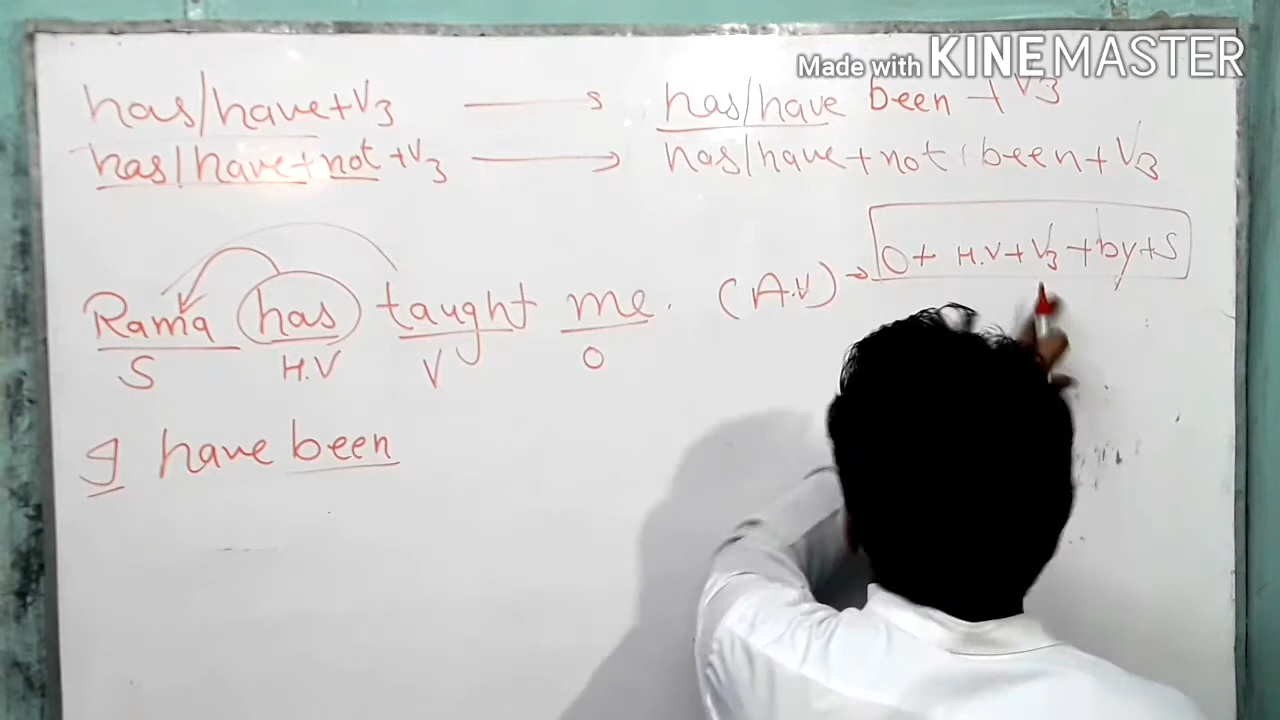 Made with KINEMASTER
has/have+V3 → has/have been + V3
has/have+not+V3 → has/have+not been+V3
O+ H.V+V3+by+S
Rama has taught me. (A.V) →
S H.V V O
I have been